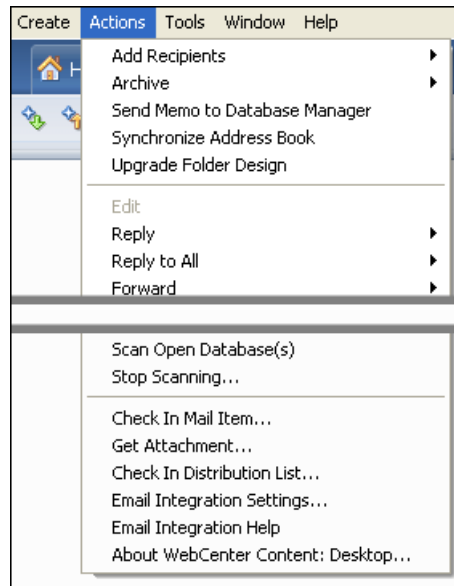 Create Actions Tools Window Help
H
Add Recipients
Archive
Send Memo to Database Manager
Synchronize Address Book
Upgrade Folder Design
Edit
Reply
Reply to All
Forward
Scan Open Database(s)
Stop Scanning...
Check In Mail Item...
Get Attachment...
Check In Distribution List...
Email Integration Settings...
Email Integration Help
About WebCenter Content: Desktop...